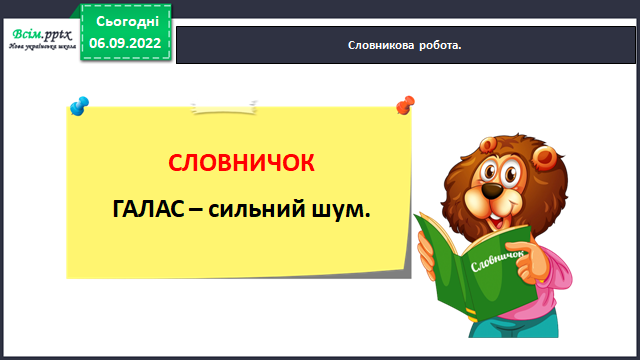 Всім.pptx
Нова українська школа
Сьогодні
06.09.2022
Словникова робота.
СЛОВНИЧОК
ГАЛАС – сильний шум.
Словничок